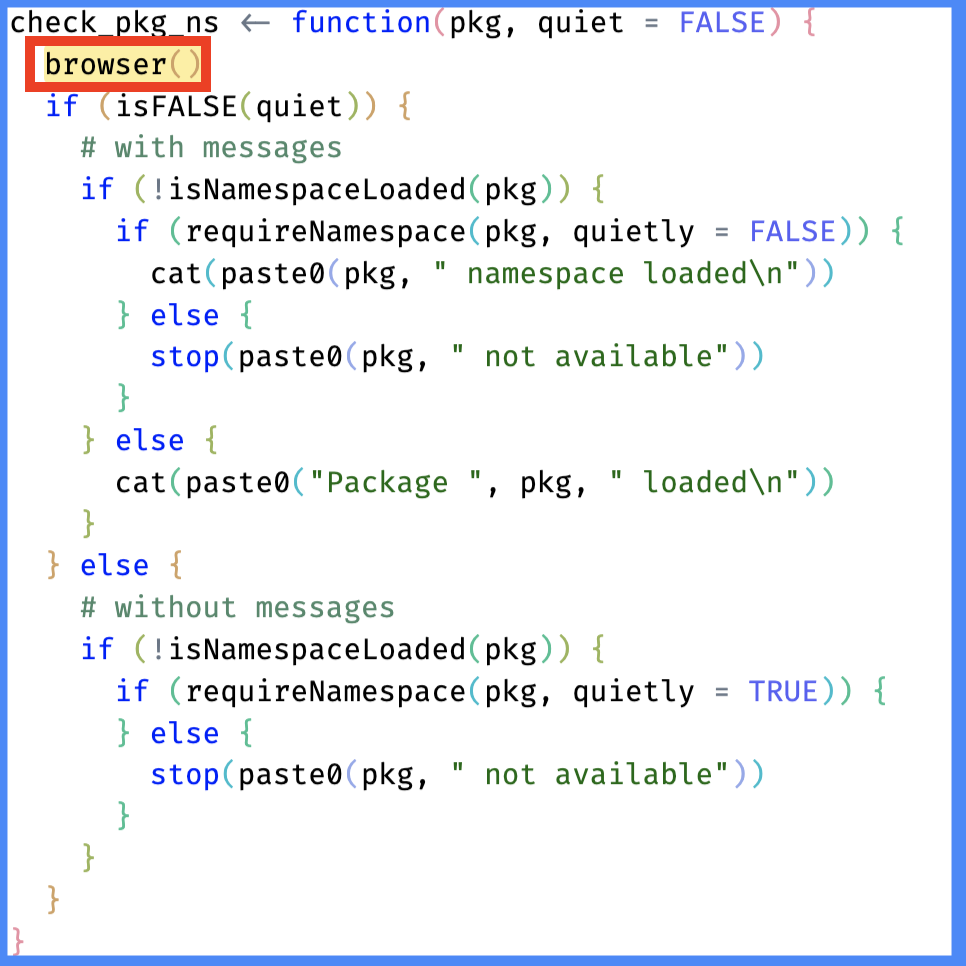 check_pkg_ns <- function(pkg, quiet = FALSE) {
  browser()
  if (isFALSE(quiet)) {
    # with messages
    if (!isNamespaceLoaded(pkg)) {
      if (requireNamespace(pkg, quietly = FALSE)) {
        cat(paste0(pkg, " namespace loaded\n"))
      } else {
        stop(paste0(pkg, " not available"))
      }
    } else {
      cat(paste0("Package ", pkg, " loaded\n"))
    }
  } else {
    # without messages
    if (!isNamespaceLoaded(pkg)) {
      if (requireNamespace(pkg, quietly = TRUE)) {
      } else {
        stop(paste0(pkg, " not available"))
      }
    }
  }
}